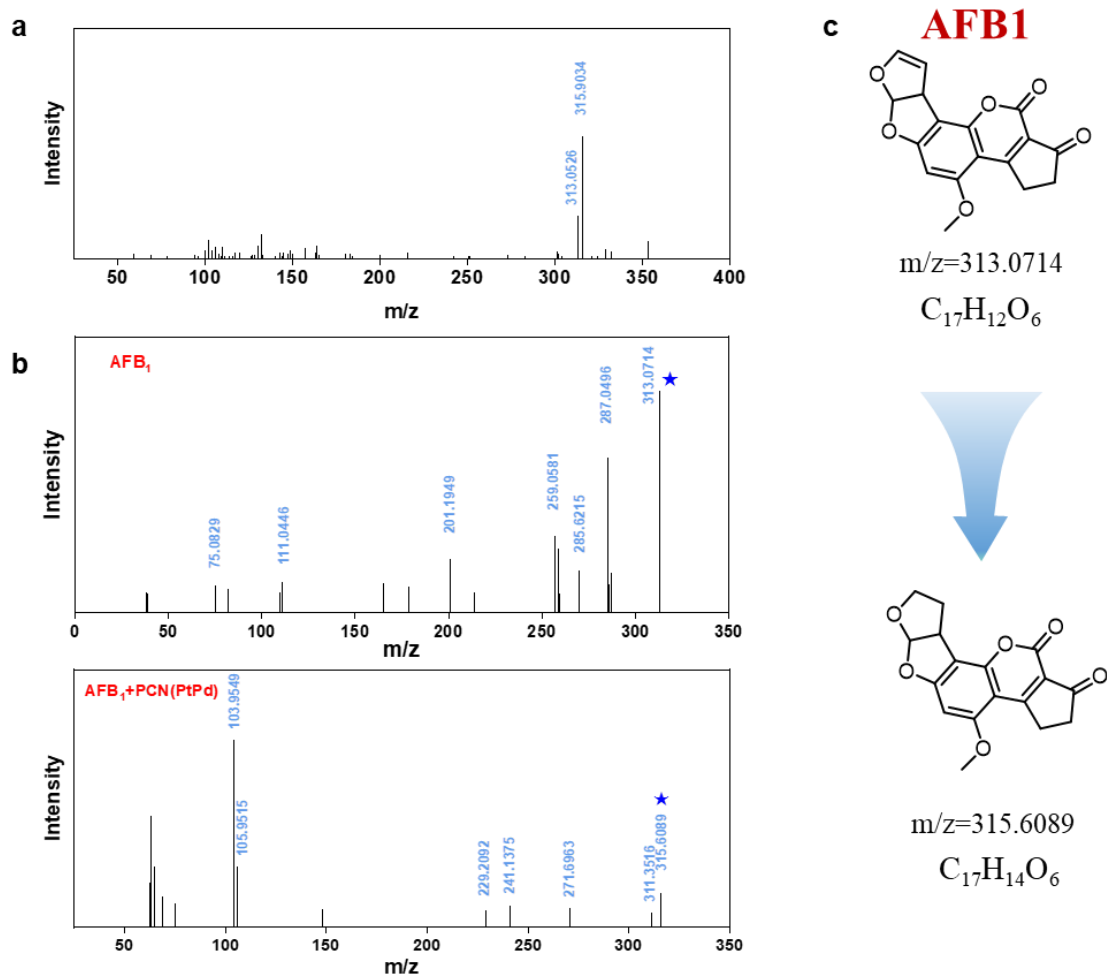 a
Intensity
313.0526
315.9034
50 100 150 200 250 300 350 400
m/z
b
AFB₁
Intensity
75.0829
111.0446
201.1949
259.0581
285.6215
287.0496
313.0714
★
0 50 100 150 200 250 300 350
m/z
AFB₁+PCN(PtPd)
Intensity
103.9549
105.9515
229.2092
241.1375
271.6963
311.3516
315.6089
★
50 100 150 200 250 300 350
m/z
c
AFB1
O
O
O
O
O
O
m/z=313.0714
C₁₇H₁₂O₆
O
O
O
O
O
O
m/z=315.6089
C₁₇H₁₄O₆